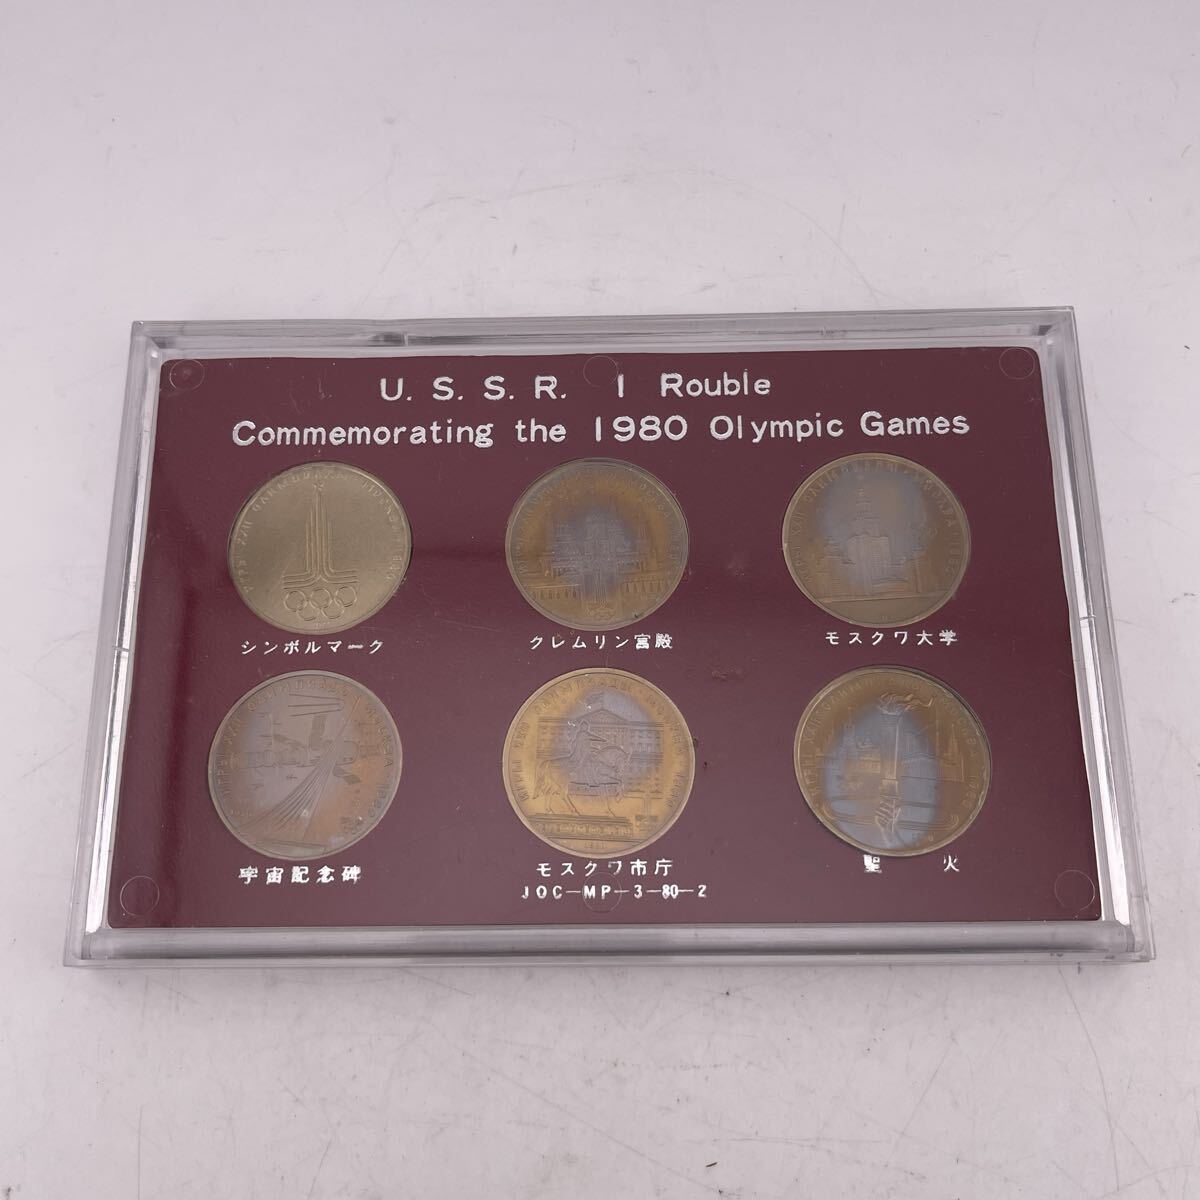 U. S. S. R. 1 Rouble
Commemorating the 1980 Olympic Games
シンボルマーク
クレムリン宮殿
モスクワ大学
宇宙記念碑
モスクワ市庁
聖火
JOC-MP-3-80-2